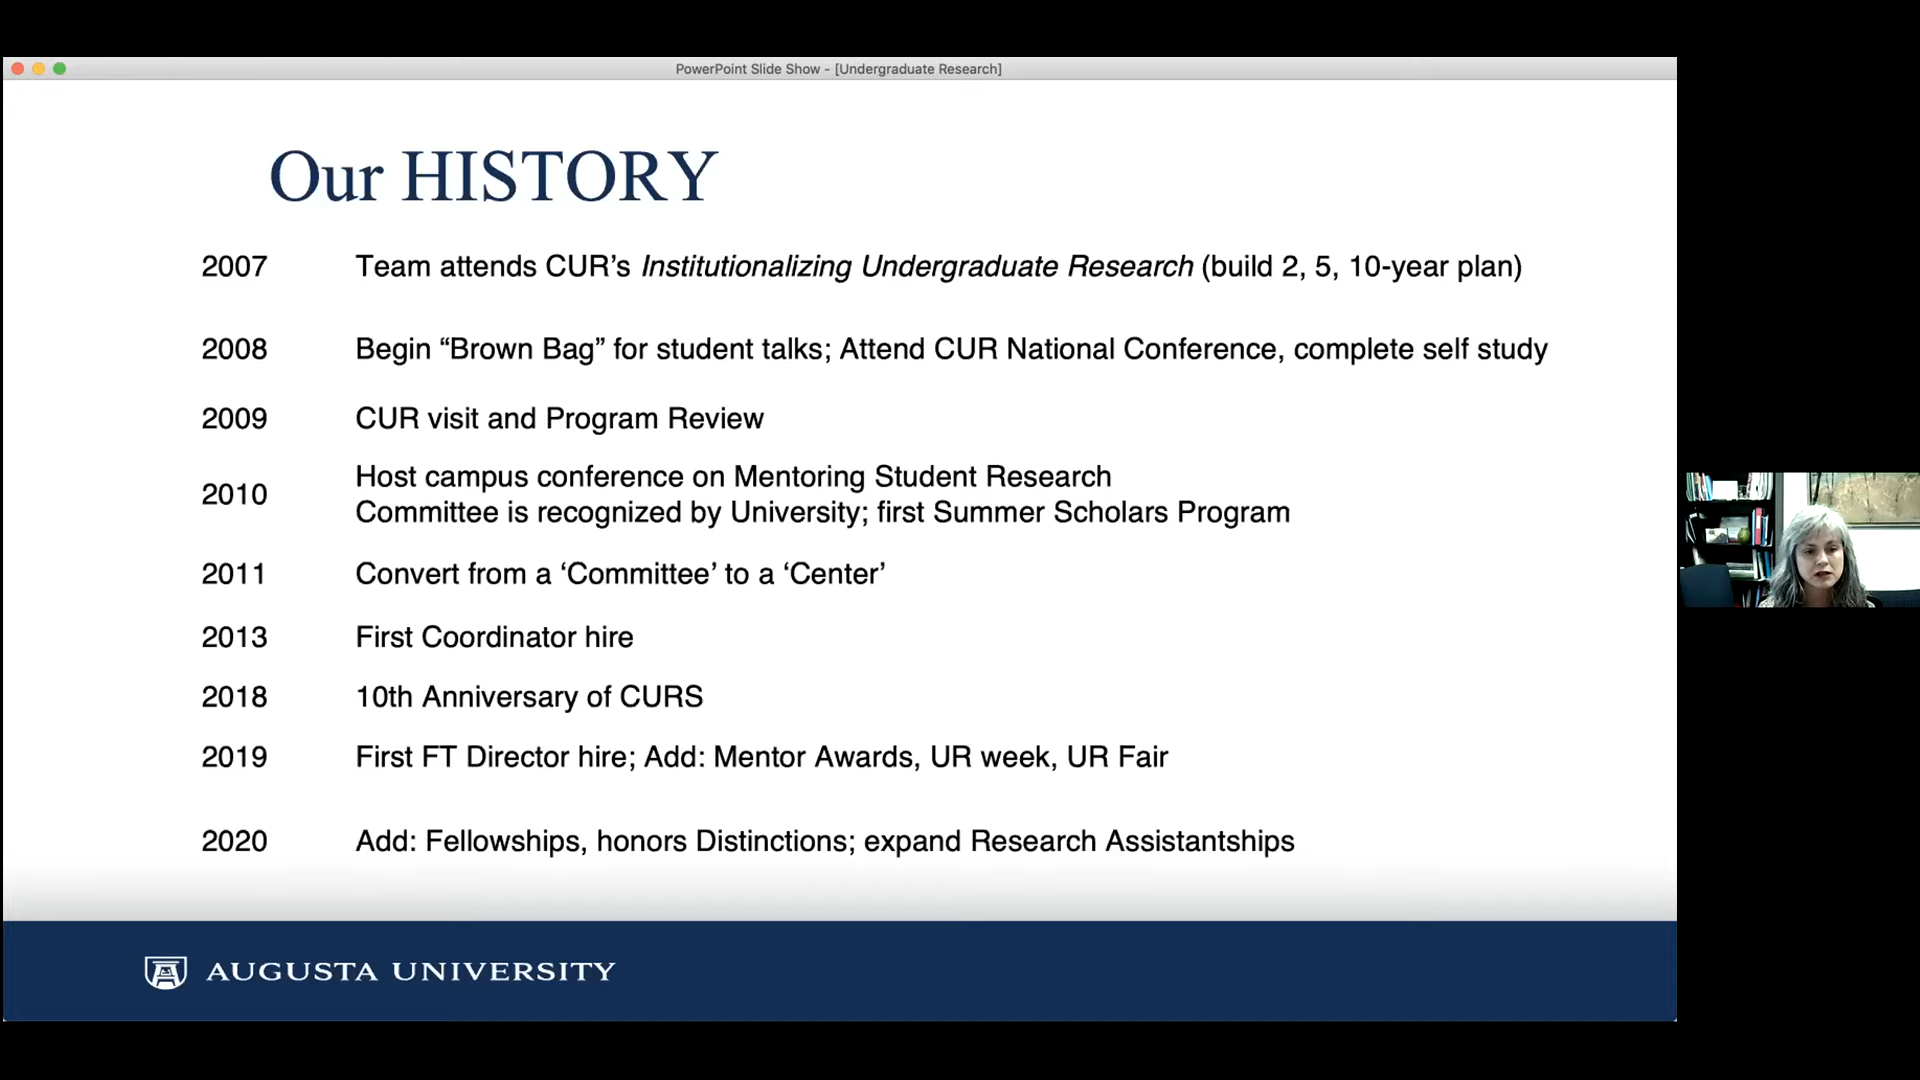 PowerPoint Slide Show - [Undergraduate Research]
Our HISTORY
2007 Team attends CUR’s Institutionalizing Undergraduate Research (build 2, 5, 10-year plan)
2008 Begin “Brown Bag” for student talks; Attend CUR National Conference, complete self study
2009 CUR visit and Program Review
2010 Host campus conference on Mentoring Student Research
Committee is recognized by University; first Summer Scholars Program
2011 Convert from a ‘Committee’ to a ‘Center’
2013 First Coordinator hire
2018 10th Anniversary of CURS
2019 First FT Director hire; Add: Mentor Awards, UR week, UR Fair
2020 Add: Fellowships, honors Distinctions; expand Research Assistantships
AUGUSTA UNIVERSITY